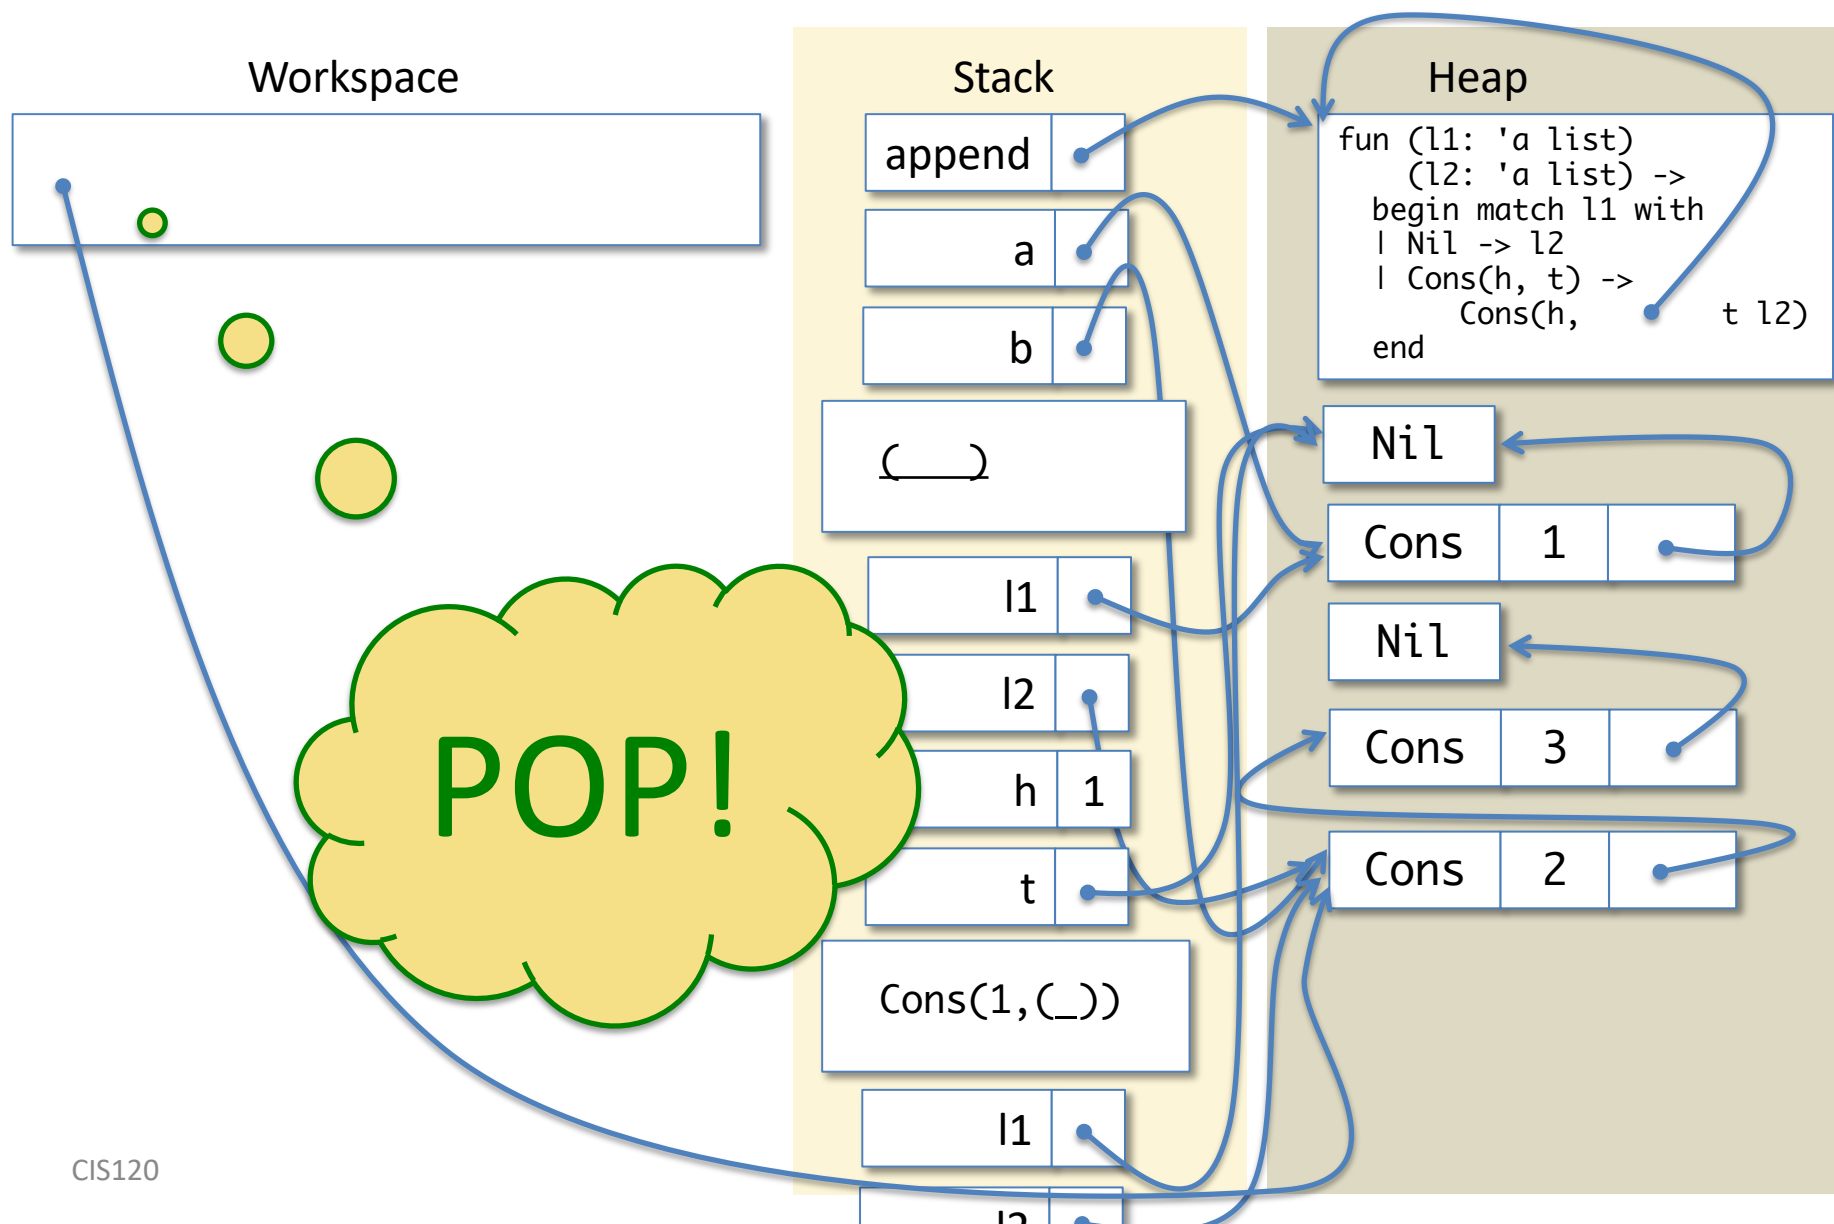 Workspace
Stack
Heap
append
a
b
(___)
l1
l2
h 1
t
Cons(1,(_))
l1
l2
fun (l1: 'a list)
(l2: 'a list) ->
begin match l1 with
| Nil -> l2
| Cons(h, t) ->
Cons(h, t l2)
end
Nil
Cons 1
Nil
Cons 3
Cons 2
POP!
CIS120